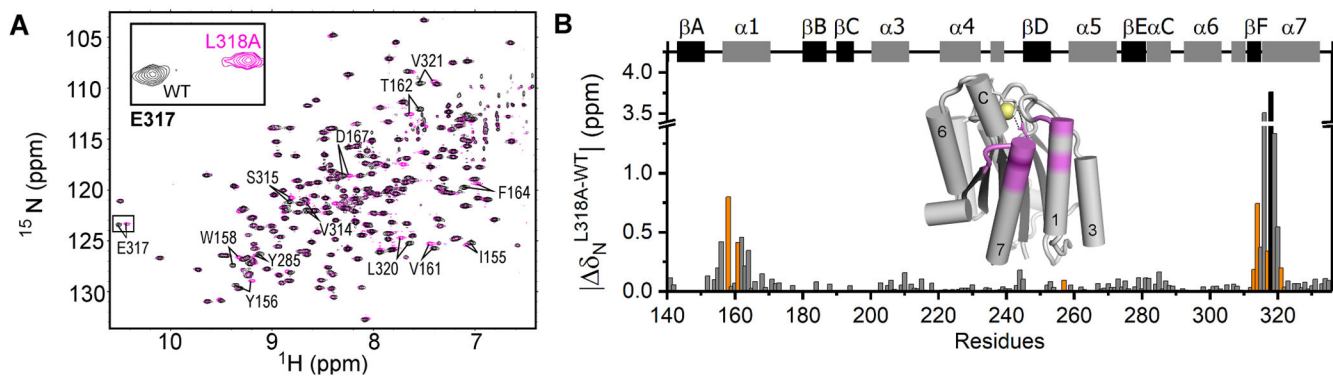 A
L318A
WT
E317
V321
T162
D167
S315
F164
V314
E317
W158
Y285
L320
V161
I155
Y156
105
110
115
120
125
130
15N (ppm)
10 9 8 7
1H (ppm)
B
βA α1 βB βC α3 α4 βD α5 βE αC α6 βF α7
4.0
3.5
1.0
0.5
0.0
|ΔδN L318A-WT| (ppm)
C
6
1
7
3
140 160 180 200 220 240 260 280 300 320
Residues